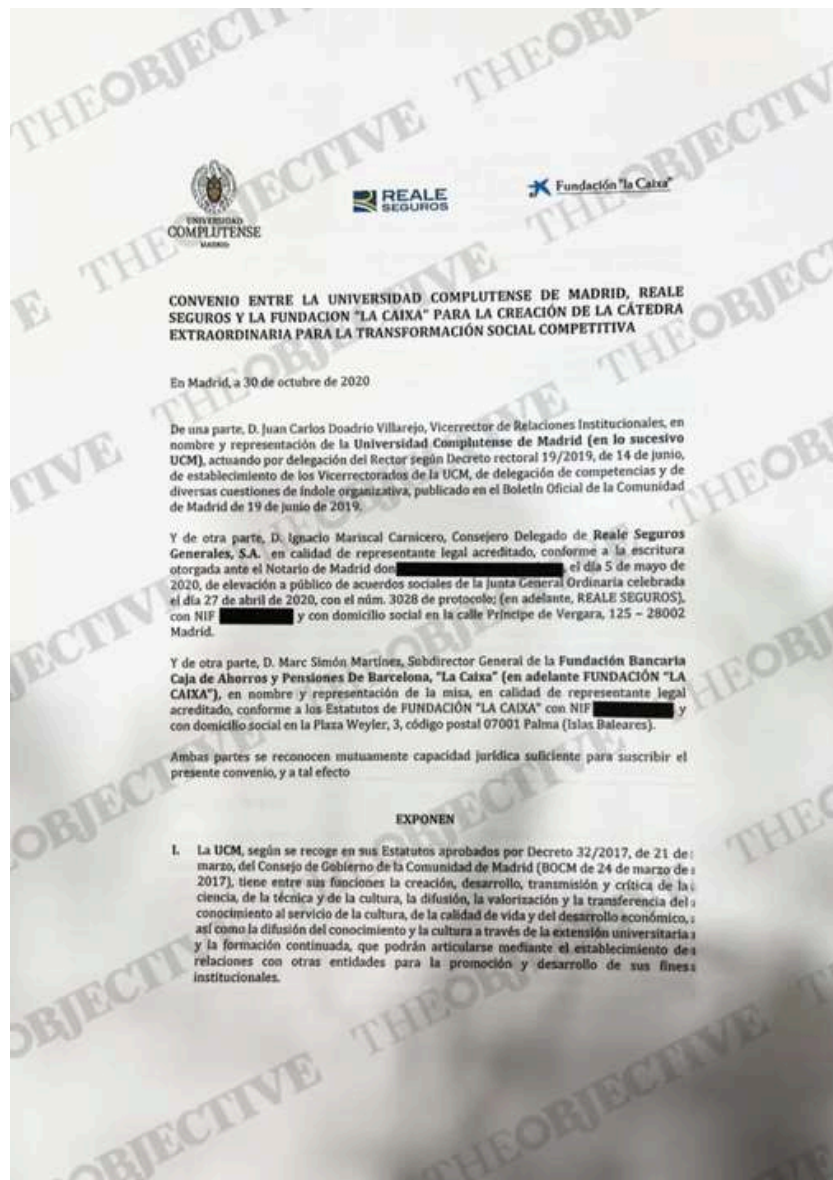 UNIVERSIDAD
COMPLUTENSE
MADRID
REALE
SEGUROS
Fundación "la Caixa"
CONVENIO ENTRE LA UNIVERSIDAD COMPLUTENSE DE MADRID, REALE
SEGUROS Y LA FUNDACION "LA CAIXA" PARA LA CREACIÓN DE LA CÁTEDRA
EXTRAORDINARIA PARA LA TRANSFORMACIÓN SOCIAL COMPETITIVA
En Madrid, a 30 de octubre de 2020
De una parte, D. Juan Carlos Doadrio Villarejo, Vicerrector de Relaciones Institucionales, en
nombre y representación de la Universidad Complutense de Madrid (en lo sucesivo
UCM), actuando por delegación del Rector según Decreto rectoral 19/2019, de 14 de junio,
de establecimiento de los Vicerrectorados de la UCM, de delegación de competencias y de
diversas cuestiones de índole organizativa, publicado en el Boletín Oficial de la Comunidad
de Madrid de 19 de junio de 2019.
Y de otra parte, D. Ignacio Mariscal Carnicero, Consejero Delegado de Reale Seguros
Generales, S.A. en calidad de representante legal acreditado, conforme a la escritura
otorgada ante el Notario de Madrid don , el día 5 de mayo de
2020, de elevación a público de acuerdos sociales de la Junta General Ordinaria celebrada
el día 27 de abril de 2020, con el núm. 3028 de protocolo; (en adelante, REALE SEGUROS),
con NIF y con domicilio social en la calle Príncipe de Vergara, 125 – 28002
Madrid.
Y de otra parte, D. Marc Simón Martínez, Subdirector General de la Fundación Bancaria
Caja de Ahorros y Pensiones De Barcelona, "La Caixa" (en adelante FUNDACIÓN "LA
CAIXA"), en nombre y representación de la misa, en calidad de representante legal
acreditado, conforme a los Estatutos de FUNDACIÓN "LA CAIXA" con NIF y
con domicilio social en la Plaza Weyler, 3, código postal 07001 Palma (Islas Baleares).
Ambas partes se reconocen mutuamente capacidad jurídica suficiente para suscribir el
presente convenio, y a tal efecto
EXPONEN
I. La UCM, según se recoge en sus Estatutos aprobados por Decreto 32/2017, de 21 de
marzo, del Consejo de Gobierno de la Comunidad de Madrid (BOCM de 24 de marzo de
2017), tiene entre sus funciones la creación, desarrollo, transmisión y crítica de la
ciencia, de la técnica y de la cultura, la difusión, la valorización y la transferencia del
conocimiento al servicio de la cultura, de la calidad de vida y del desarrollo económico,
así como la difusión del conocimiento y la cultura a través de la extensión universitaria
y la formación continuada, que podrán articularse mediante el establecimiento de
relaciones con otras entidades para la promoción y desarrollo de sus fines
institucionales.
THE OBJECTIVE